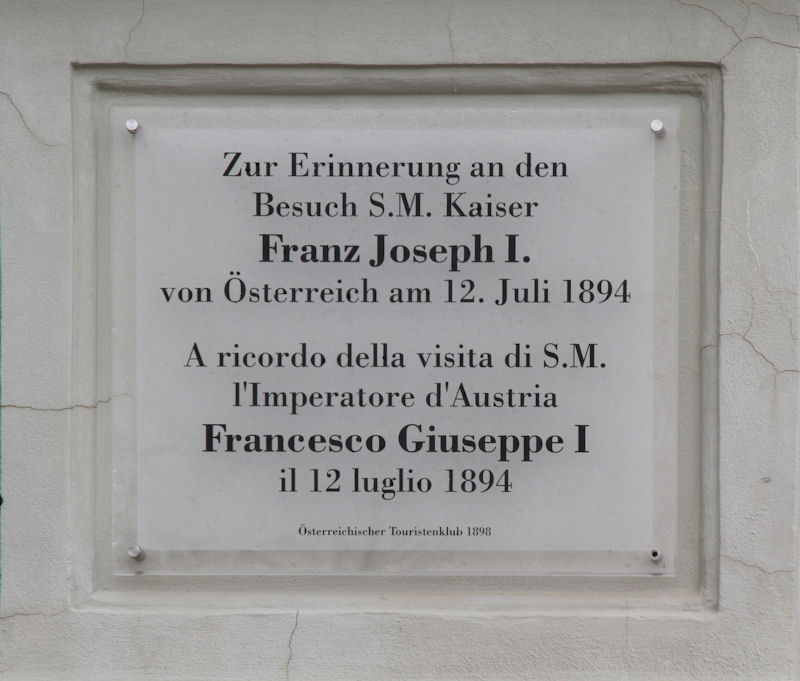 Zur Erinnerung an den
Besuch S.M. Kaiser
Franz Joseph I.
von Österreich am 12. Juli 1894
A ricordo della visita di S.M.
l'Imperatore d'Austria
Francesco Giuseppe I
il 12 luglio 1894
Österreichischer Touristenklub 1898